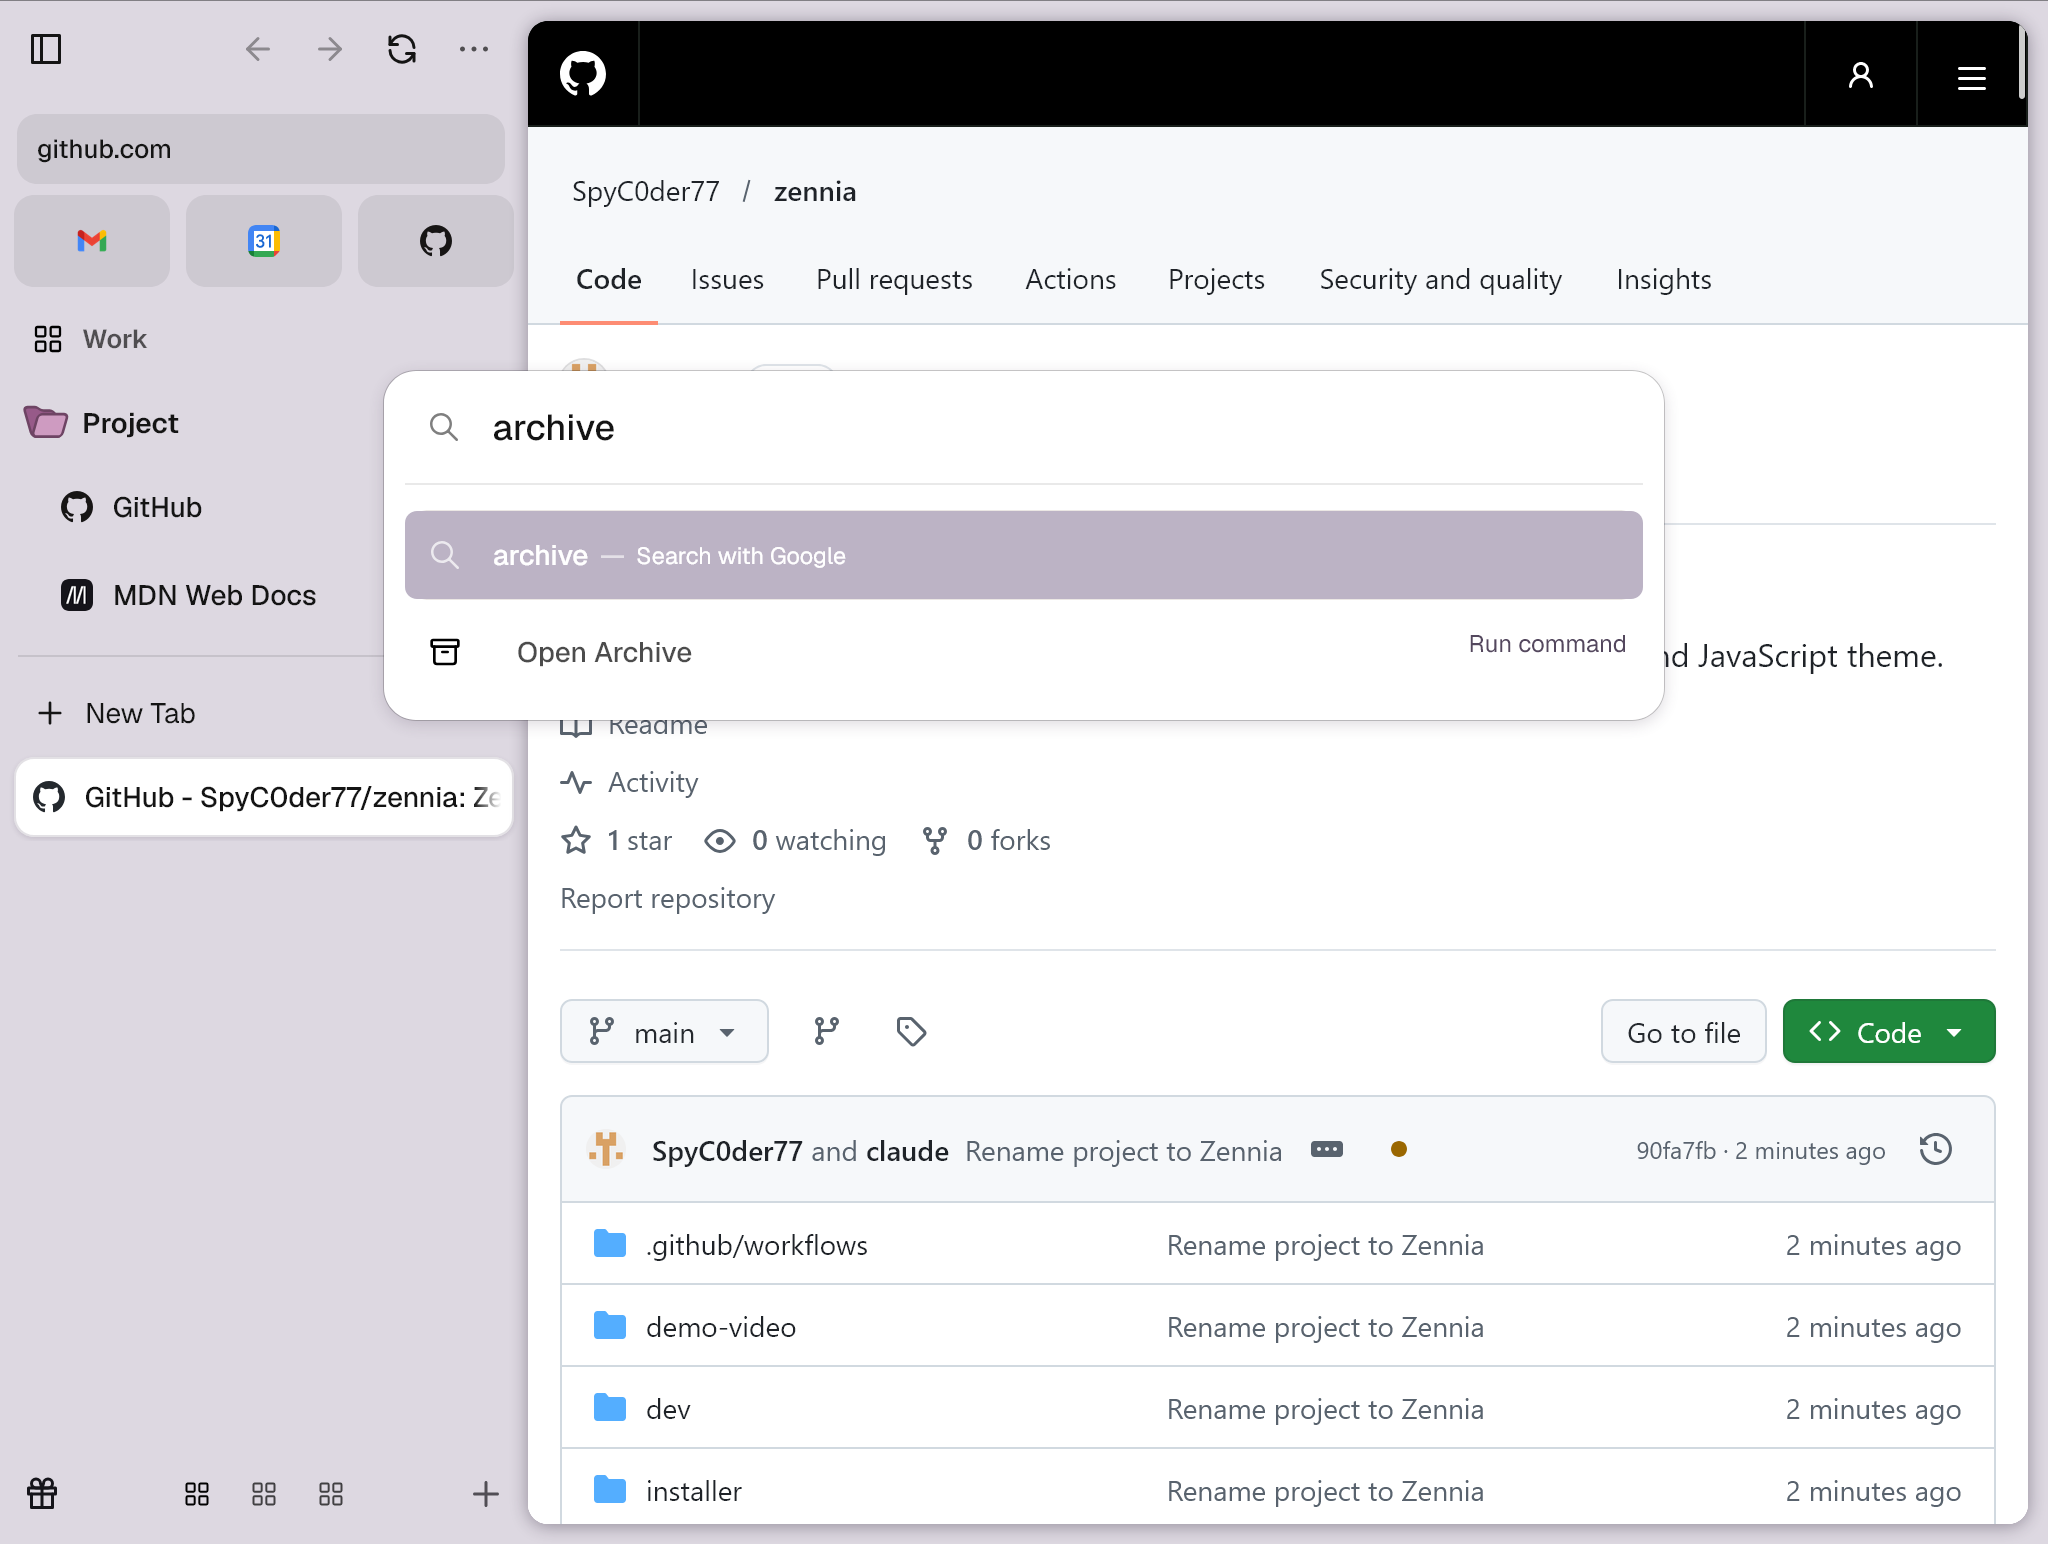 github.com
31
Work
Project
GitHub
MDN Web Docs
New Tab
GitHub - SpyC0der77/zennia: Ze
SpyC0der77 / zennia
Code Issues Pull requests Actions Projects Security and quality Insights
archive
archive — Search with Google
Open Archive Run command
JavaScript theme.
Readme
Activity
1 star 0 watching 0 forks
Report repository
main Go to file Code
SpyC0der77 and claude Rename project to Zennia 90fa7fb · 2 minutes ago
.github/workflows Rename project to Zennia 2 minutes ago
demo-video Rename project to Zennia 2 minutes ago
dev Rename project to Zennia 2 minutes ago
installer Rename project to Zennia 2 minutes ago